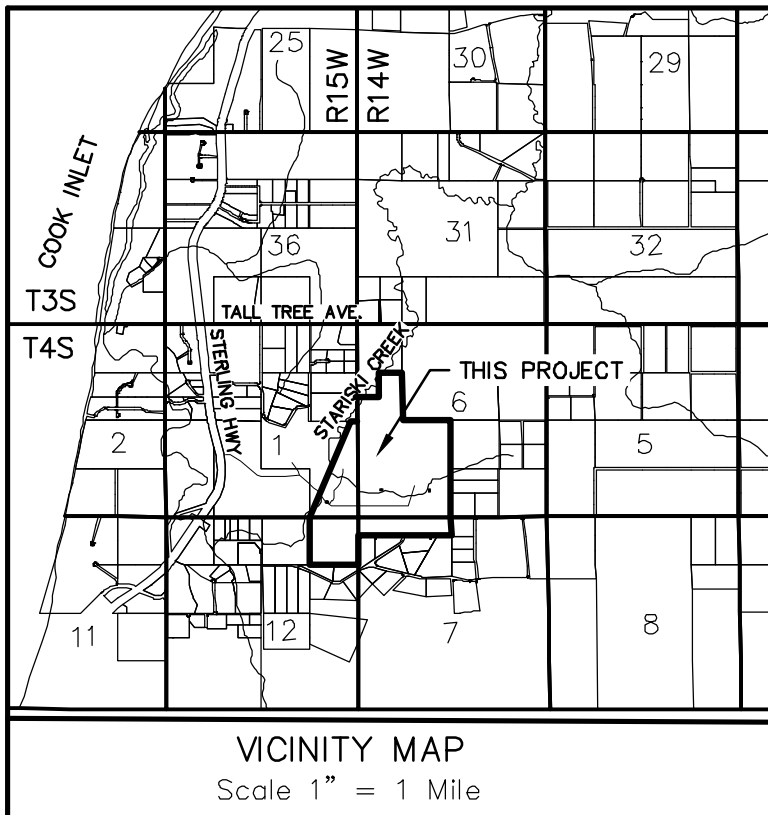 25
R15W
R14W
30
29
COOK INLET
36
31
32
T3S
TALL TREE AVE.
T4S
STERLING HWY
STARISKI CREEK
THIS PROJECT
6
2
1
5
11
12
7
8
VICINITY MAP
Scale 1” = 1 Mile